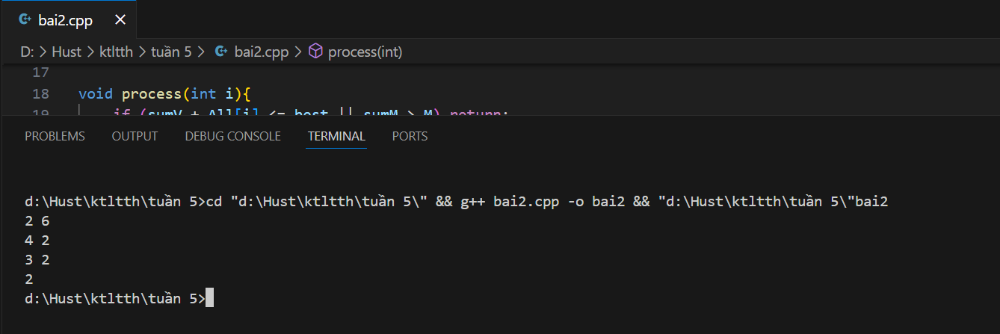 bai2.cpp
D: > Hust > ktltth > tuần 5 > bai2.cpp > process(int)
17
18 void process(int i){
19 if (sumV + All[i] <= best || sumM > M) return;
PROBLEMS OUTPUT DEBUG CONSOLE TERMINAL PORTS
d:\Hust\ktltth\tuần 5>cd "d:\Hust\ktltth\tuần 5\" && g++ bai2.cpp -o bai2 && "d:\Hust\ktltth\tuần 5\"bai2
2 6
4 2
3 2
2
d:\Hust\ktltth\tuần 5>